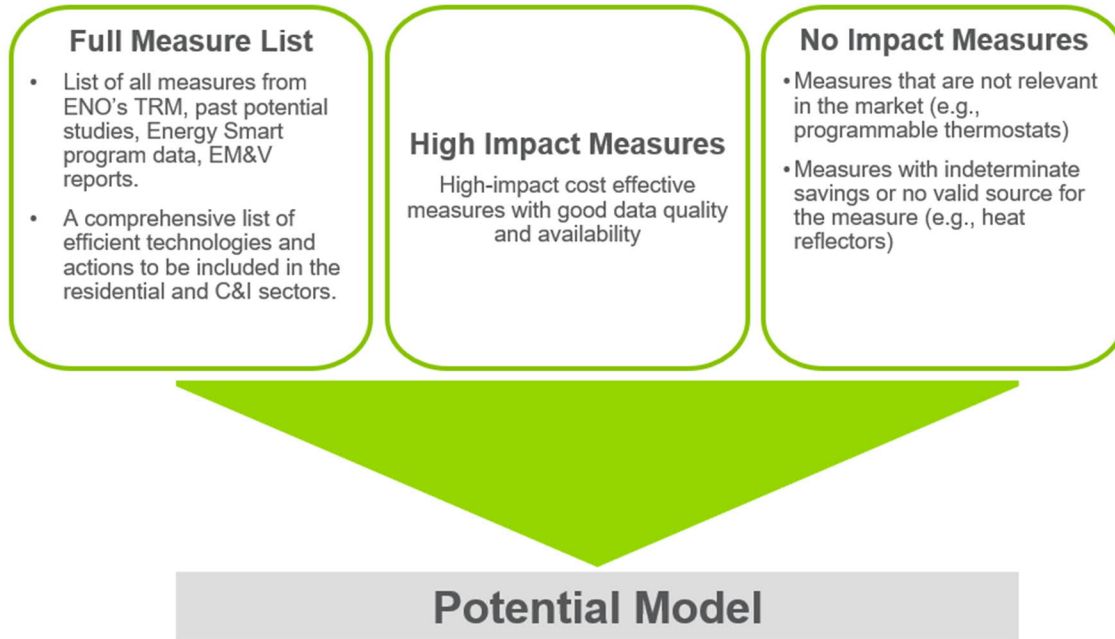 Full Measure List
• List of all measures from
ENO's TRM, past potential
studies, Energy Smart
program data, EM&V
reports.
• A comprehensive list of
efficient technologies and
actions to be included in the
residential and C&I sectors.
High Impact Measures
High-impact cost effective
measures with good data quality
and availability
No Impact Measures
• Measures that are not relevant
in the market (e.g.,
programmable thermostats)
• Measures with indeterminate
savings or no valid source for
the measure (e.g., heat
reflectors)
Potential Model